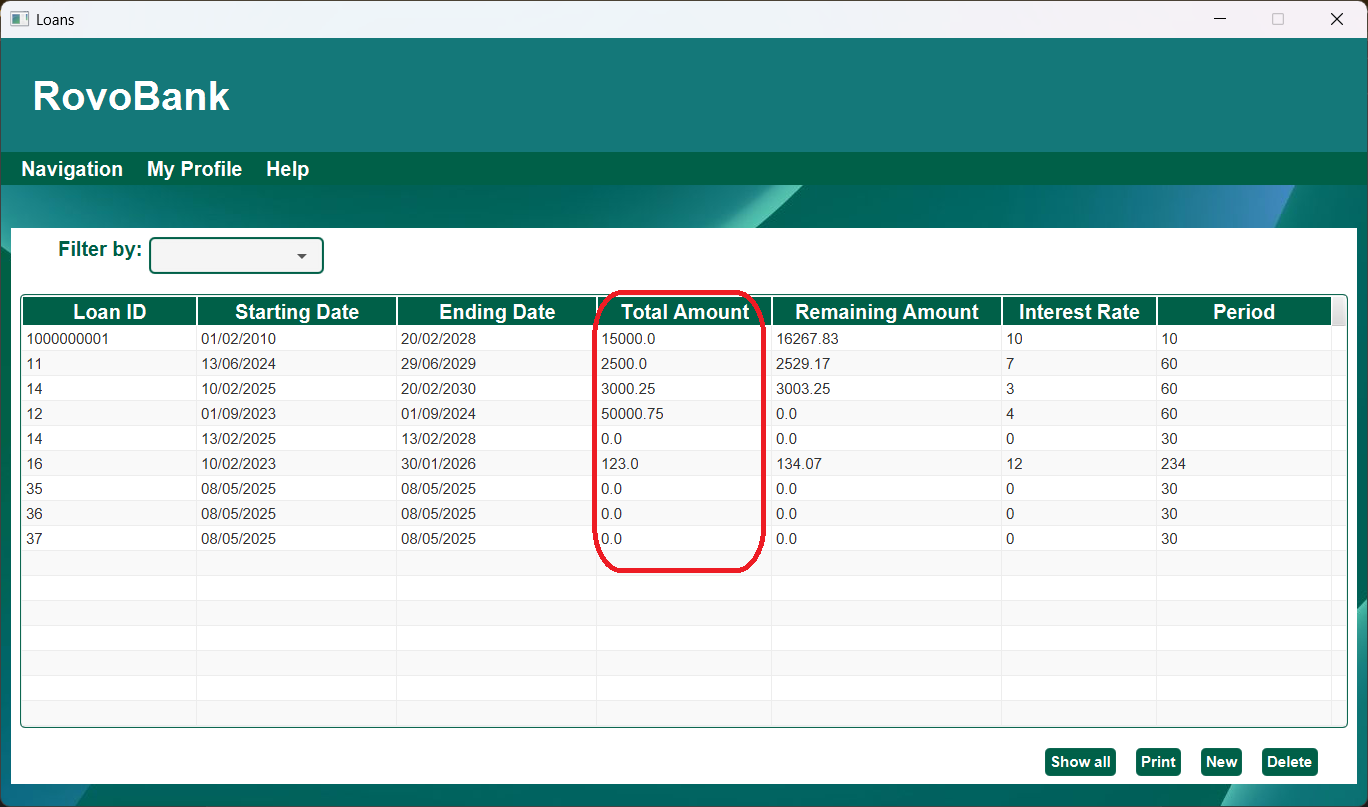 Loans
RovoBank
Navigation My Profile Help
Filter by:
Loan ID Starting Date Ending Date Total Amount Remaining Amount Interest Rate Period
1000000001 01/02/2010 20/02/2028 15000.0 16267.83 10 10
11 13/06/2024 29/06/2029 2500.0 2529.17 7 60
14 10/02/2025 20/02/2030 3000.25 3003.25 3 60
12 01/09/2023 01/09/2024 50000.75 0.0 4 60
14 13/02/2025 13/02/2028 0.0 0.0 0 30
16 10/02/2023 30/01/2026 123.0 134.07 12 234
35 08/05/2025 08/05/2025 0.0 0.0 0 30
36 08/05/2025 08/05/2025 0.0 0.0 0 30
37 08/05/2025 08/05/2025 0.0 0.0 0 30
Show all Print New Delete